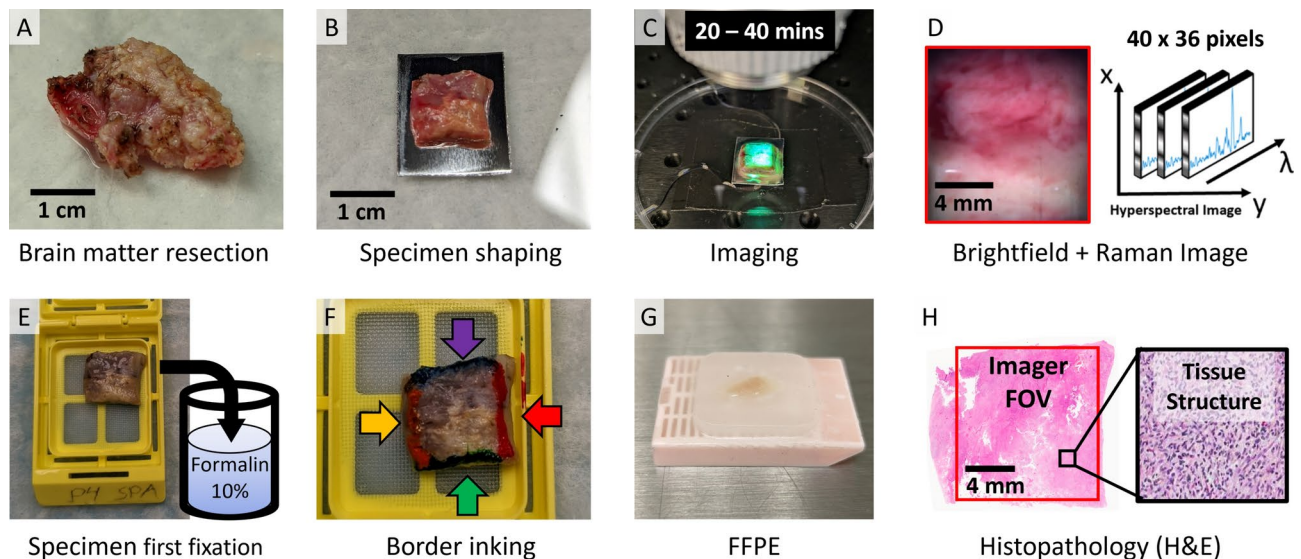 A
1 cm
Brain matter resection
B
1 cm
Specimen shaping
C
20 – 40 mins
Imaging
D
4 mm
40 x 36 pixels
x
λ
Hyperspectral Image
y
Brightfield + Raman Image
E
P4 SPA
Formalin
10%
Specimen first fixation
F
Border inking
G
FFPE
H
Imager
FOV
4 mm
Tissue
Structure
Histopathology (H&E)